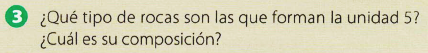 3 ¿Qué tipo de rocas son las que forman la unidad 5?
¿Cuál es su composición?